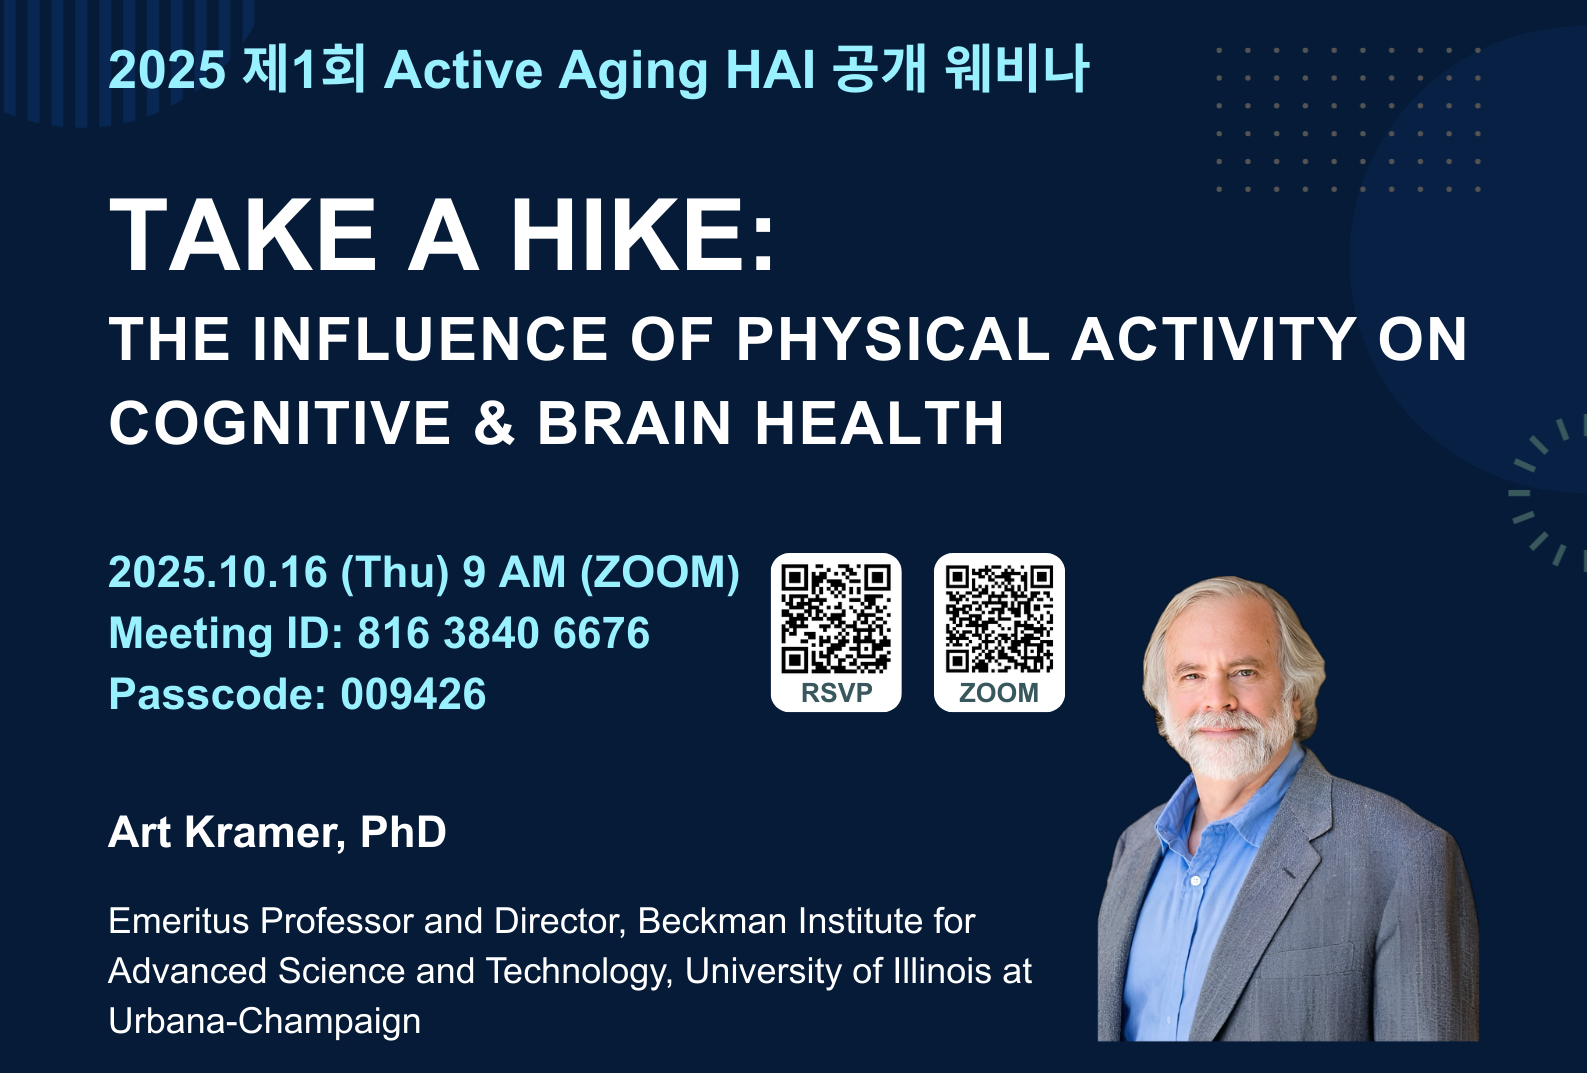 2025 제1회 Active Aging HAI 공개 웨비나
TAKE A HIKE:
THE INFLUENCE OF PHYSICAL ACTIVITY ON
COGNITIVE & BRAIN HEALTH
2025.10.16 (Thu) 9 AM (ZOOM)
Meeting ID: 816 3840 6676
Passcode: 009426
RSVP
ZOOM
Art Kramer, PhD
Emeritus Professor and Director, Beckman Institute for
Advanced Science and Technology, University of Illinois at
Urbana-Champaign